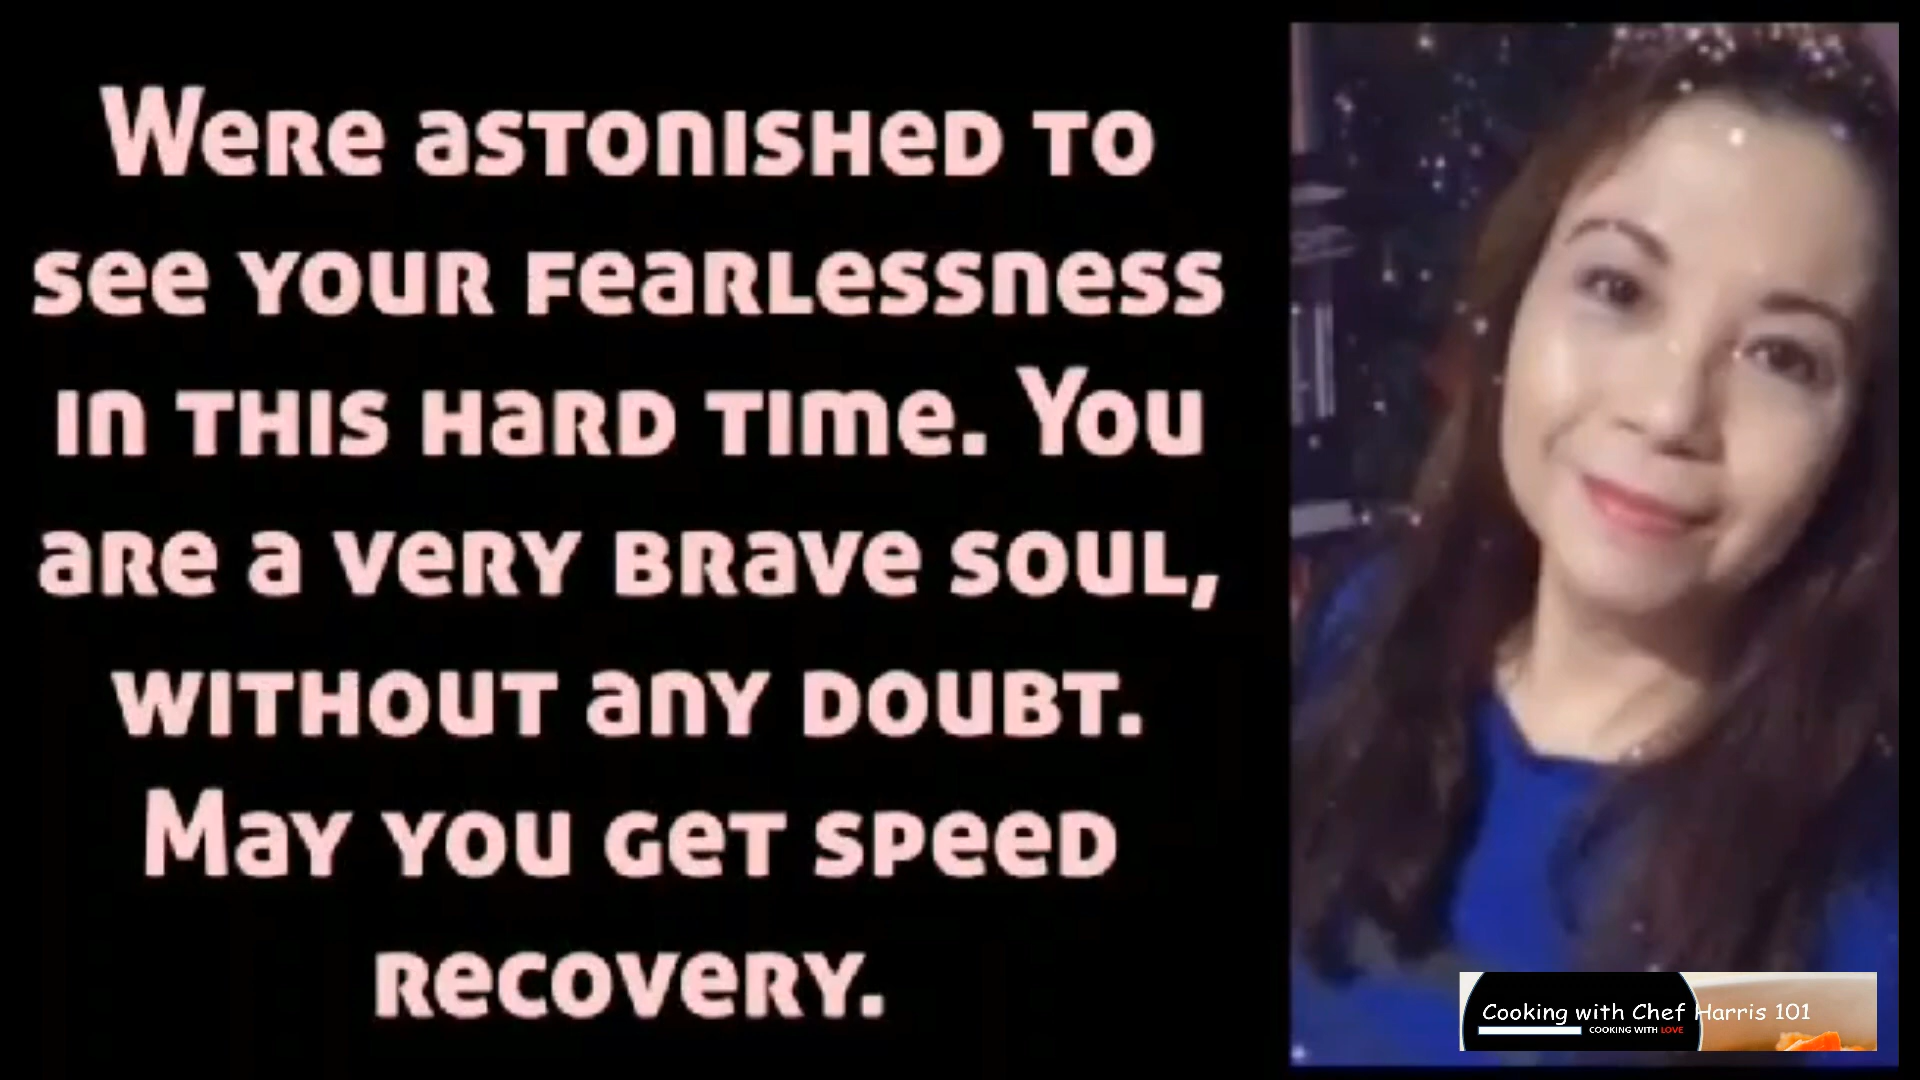 Were astonished to
see your fearlessness
in this hard time. You
are a very brave soul,
without any doubt.
May you get speed
recovery.
Cooking with Chef Harris 101
COOKING WITH LOVE